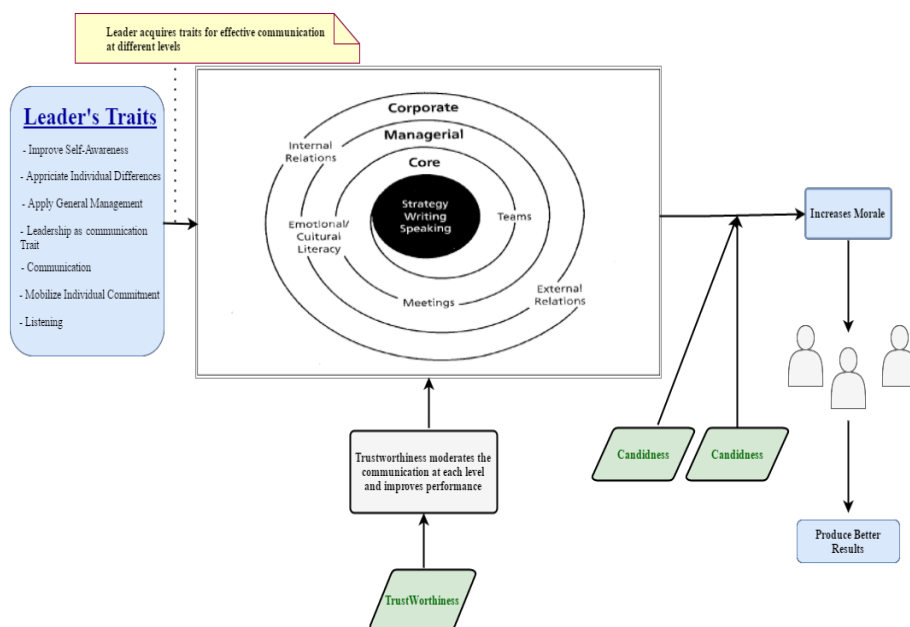 Leader acquires traits for effective communication
at different levels
Leader's Traits
- Improve Self-Awareness
- Appriciate Individual Differences
- Apply General Management
- Leadership as communication
Trait
- Communication
- Mobilize Individual Commitment
- Listening
Corporate
Managerial
Core
Internal
Relations
Strategy
Writing
Speaking
Teams
Emotional/
Cultural
Literacy
Meetings
External
Relations
Increases Morale
Trustworthiness moderates the
communication at each level
and improves performance
Candidness
Candidness
Produce Better
Results
TrustWorthiness